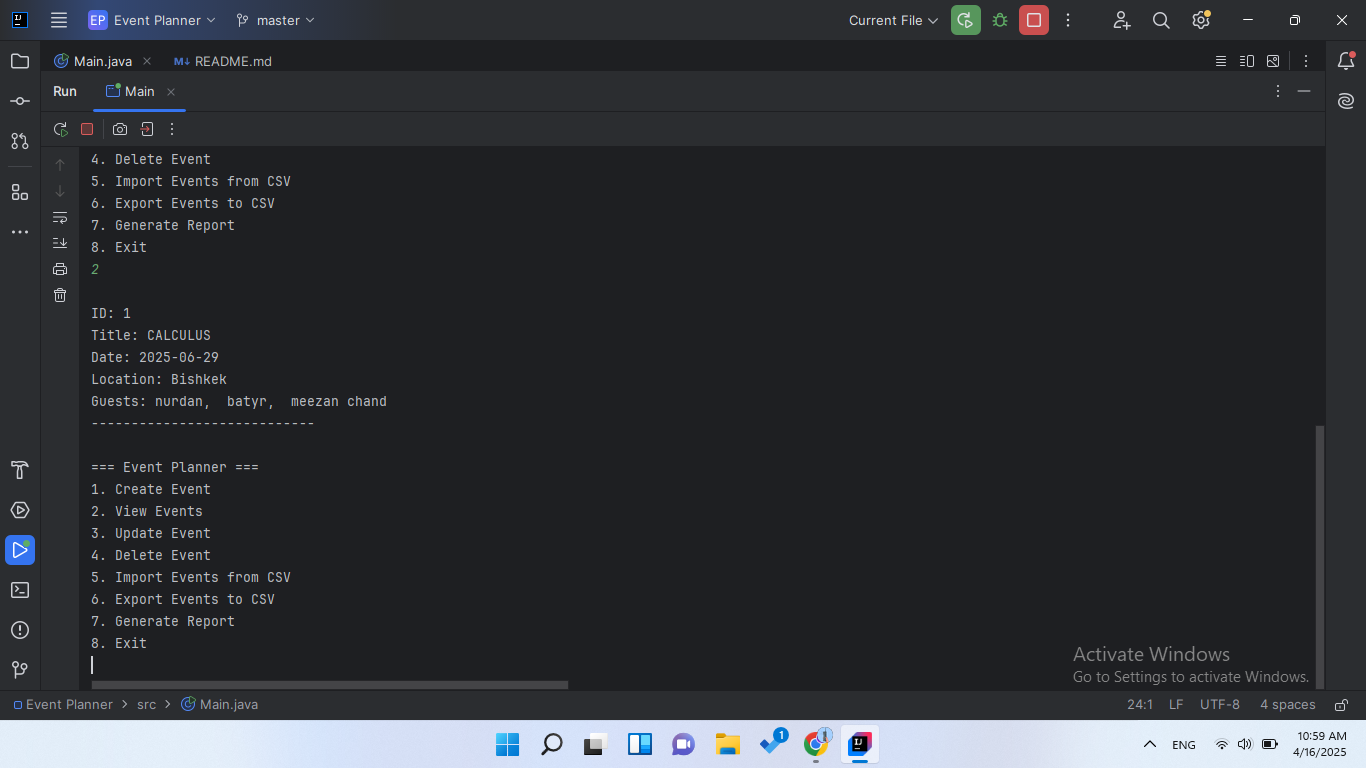 EP Event Planner master Current File
Main.java README.md
Run Main
4. Delete Event
5. Import Events from CSV
6. Export Events to CSV
7. Generate Report
8. Exit
2
ID: 1
Title: CALCULUS
Date: 2025-06-29
Location: Bishkek
Guests: nurdan,  batyr,  meezan chand
----------------------------
=== Event Planner ===
1. Create Event
2. View Events
3. Update Event
4. Delete Event
5. Import Events from CSV
6. Export Events to CSV
7. Generate Report
8. Exit
Activate Windows
Go to Settings to activate Windows.
Event Planner > src > Main.java 24:1 LF UTF-8 4 spaces
1 1 ENG 10:59 AM
4/16/2025